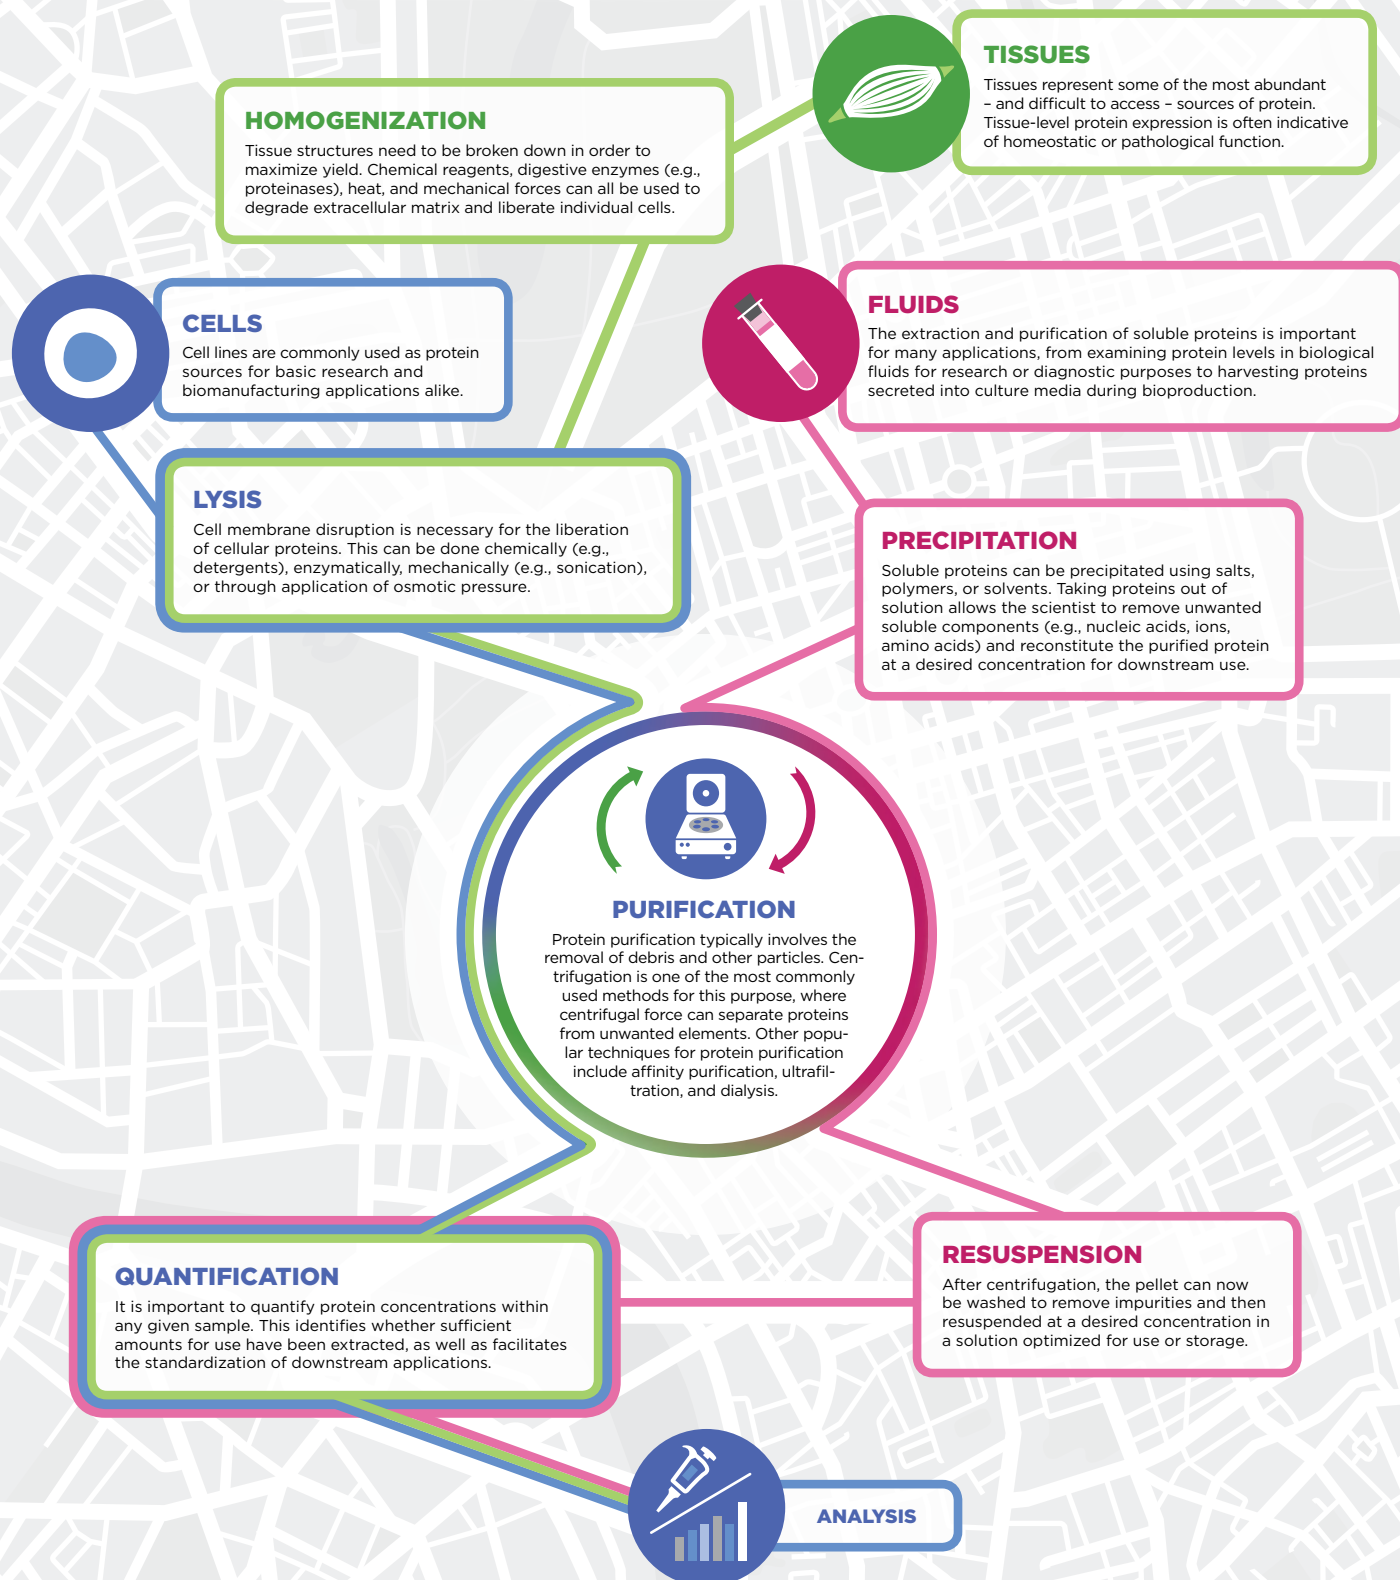 TISSUES
Tissues represent some of the most abundant
– and difficult to access – sources of protein.
Tissue-level protein expression is often indicative
of homeostatic or pathological function.
HOMOGENIZATION
Tissue structures need to be broken down in order to
maximize yield. Chemical reagents, digestive enzymes (e.g.,
proteinases), heat, and mechanical forces can all be used to
degrade extracellular matrix and liberate individual cells.
CELLS
Cell lines are commonly used as protein
sources for basic research and
biomanufacturing applications alike.
FLUIDS
The extraction and purification of soluble proteins is important
for many applications, from examining protein levels in biological
fluids for research or diagnostic purposes to harvesting proteins
secreted into culture media during bioproduction.
LYSIS
Cell membrane disruption is necessary for the liberation
of cellular proteins. This can be done chemically (e.g.,
detergents), enzymatically, mechanically (e.g., sonication),
or through application of osmotic pressure.
PRECIPITATION
Soluble proteins can be precipitated using salts,
polymers, or solvents. Taking proteins out of
solution allows the scientist to remove unwanted
soluble components (e.g., nucleic acids, ions,
amino acids) and reconstitute the purified protein
at a desired concentration for downstream use.
PURIFICATION
Protein purification typically involves the
removal of debris and other particles. Cen-
trifugation is one of the most commonly
used methods for this purpose, where
centrifugal force can separate proteins
from unwanted elements. Other popu-
lar techniques for protein purification
include affinity purification, ultrafil-
tration, and dialysis.
QUANTIFICATION
It is important to quantify protein concentrations within
any given sample. This identifies whether sufficient
amounts for use have been extracted, as well as facilitates
the standardization of downstream applications.
RESUSPENSION
After centrifugation, the pellet can now
be washed to remove impurities and then
resuspended at a desired concentration in
a solution optimized for use or storage.
ANALYSIS